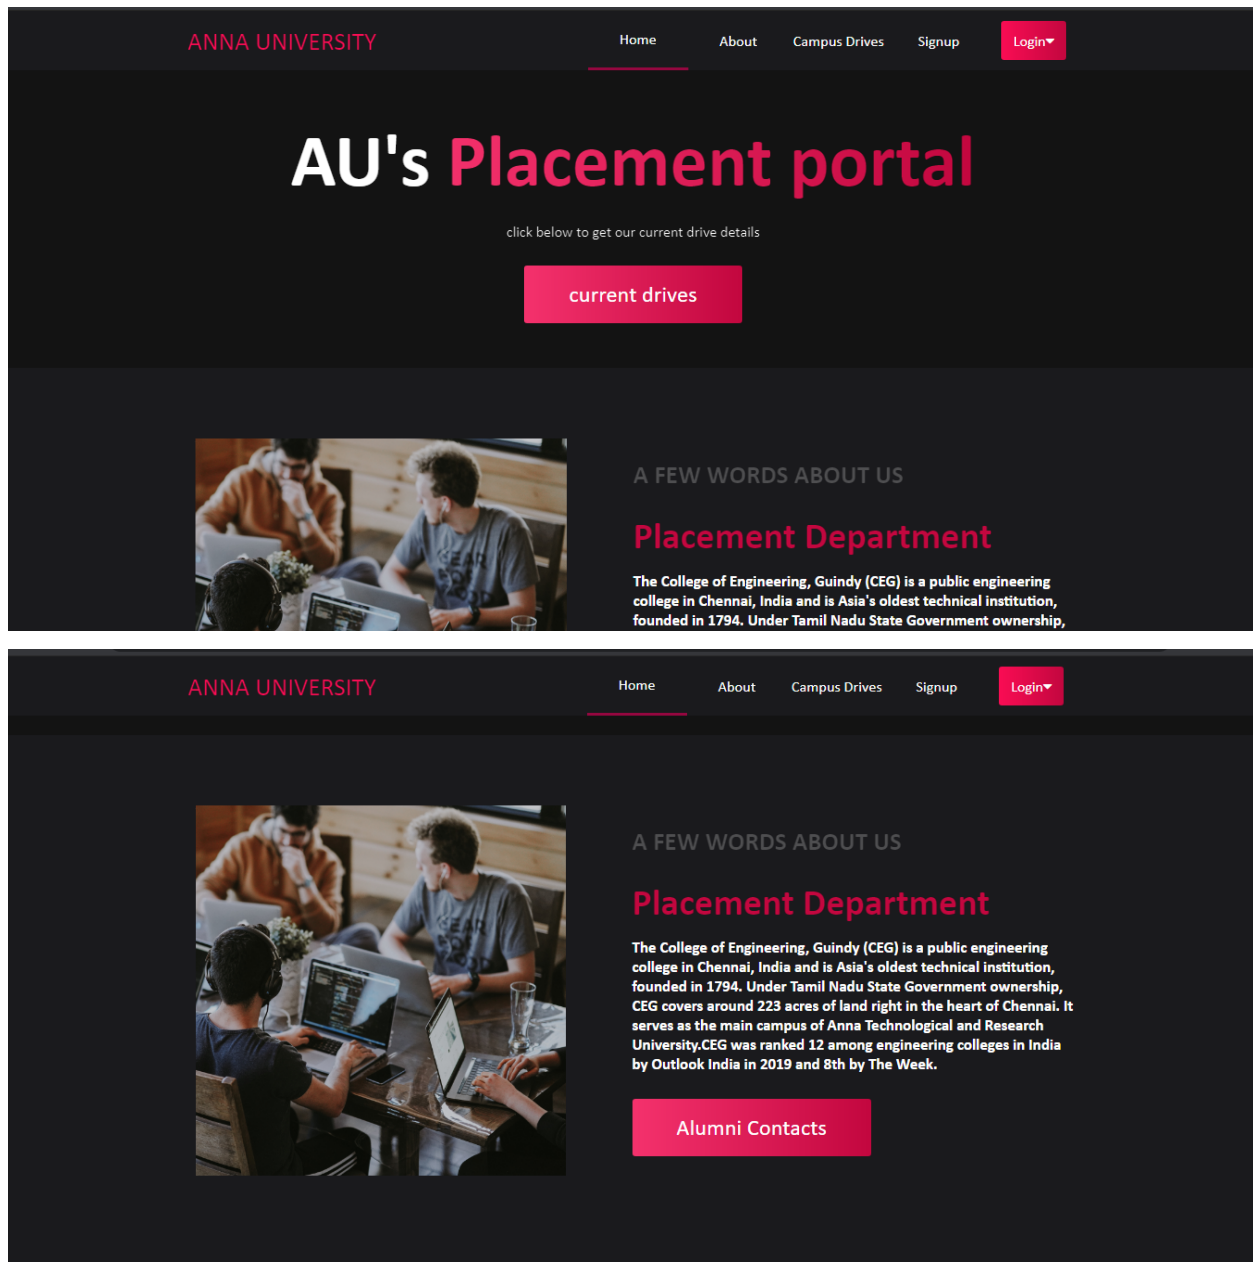 ANNA UNIVERSITY
Home About Campus Drives Signup Login
AU's Placement portal
click below to get our current drive details
current drives
A FEW WORDS ABOUT US
Placement Department
The College of Engineering, Guindy (CEG) is a public engineering
college in Chennai, India and is Asia's oldest technical institution,
founded in 1794. Under Tamil Nadu State Government ownership,
ANNA UNIVERSITY
Home About Campus Drives Signup Login
A FEW WORDS ABOUT US
Placement Department
The College of Engineering, Guindy (CEG) is a public engineering
college in Chennai, India and is Asia's oldest technical institution,
founded in 1794. Under Tamil Nadu State Government ownership,
CEG covers around 223 acres of land right in the heart of Chennai. It
serves as the main campus of Anna Technological and Research
University.CEG was ranked 12 among engineering colleges in India
by Outlook India in 2019 and 8th by The Week.
Alumni Contacts